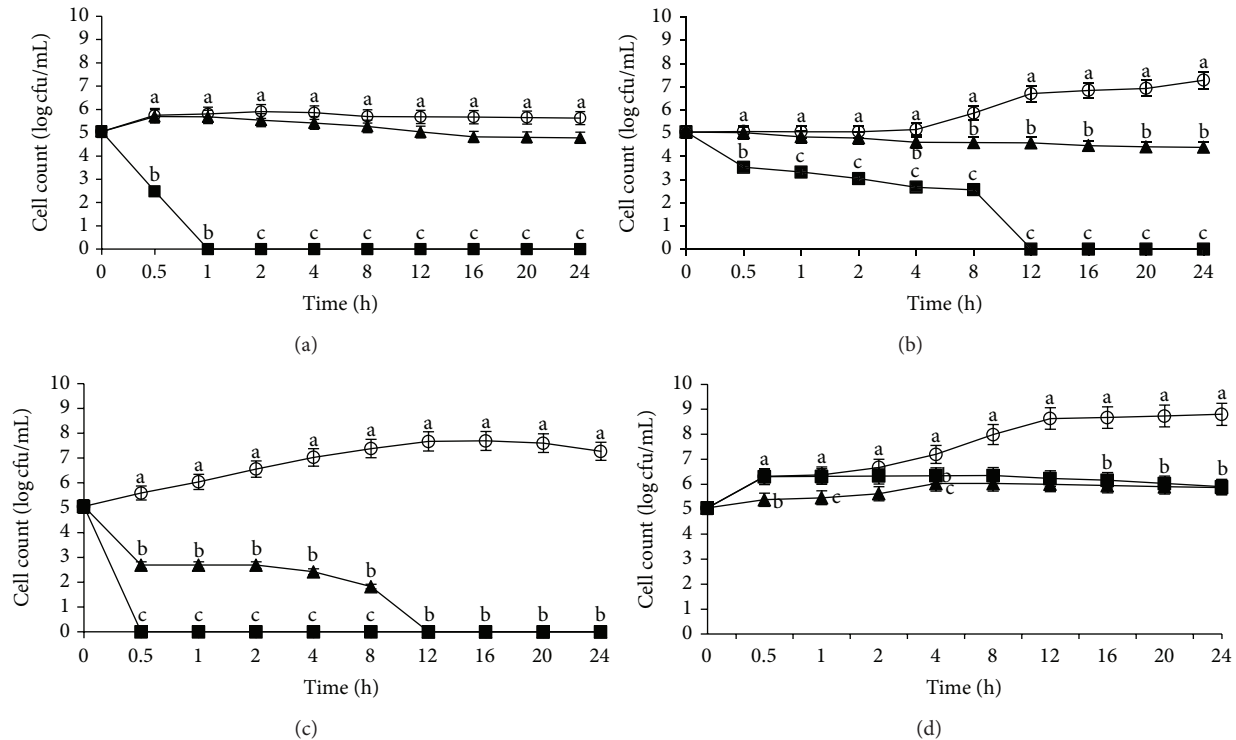 10
9
8
7
6
5
4
3
2
1
0
Cell count (log cfu/mL)
a a a a a a a a a
b
b c c c c c c c
0 0.5 1 2 4 8 12 16 20 24
Time (h)
(a)
10
9
8
7
6
5
4
3
2
1
0
Cell count (log cfu/mL)
a a a a a a a a a
b b b b b
b
b c c c c
c c c c
0 0.5 1 2 4 8 12 16 20 24
Time (h)
(b)
10
9
8
7
6
5
4
3
2
1
0
Cell count (log cfu/mL)
a a a a a a a a a
b b b b b
c c c c c b b b b
0 0.5 1 2 4 8 12 16 20 24
Time (h)
(c)
10
9
8
7
6
5
4
3
2
1
0
Cell count (log cfu/mL)
a a a a a a a a a
b b b b
b c c
0 0.5 1 2 4 8 12 16 20 24
Time (h)
(d)